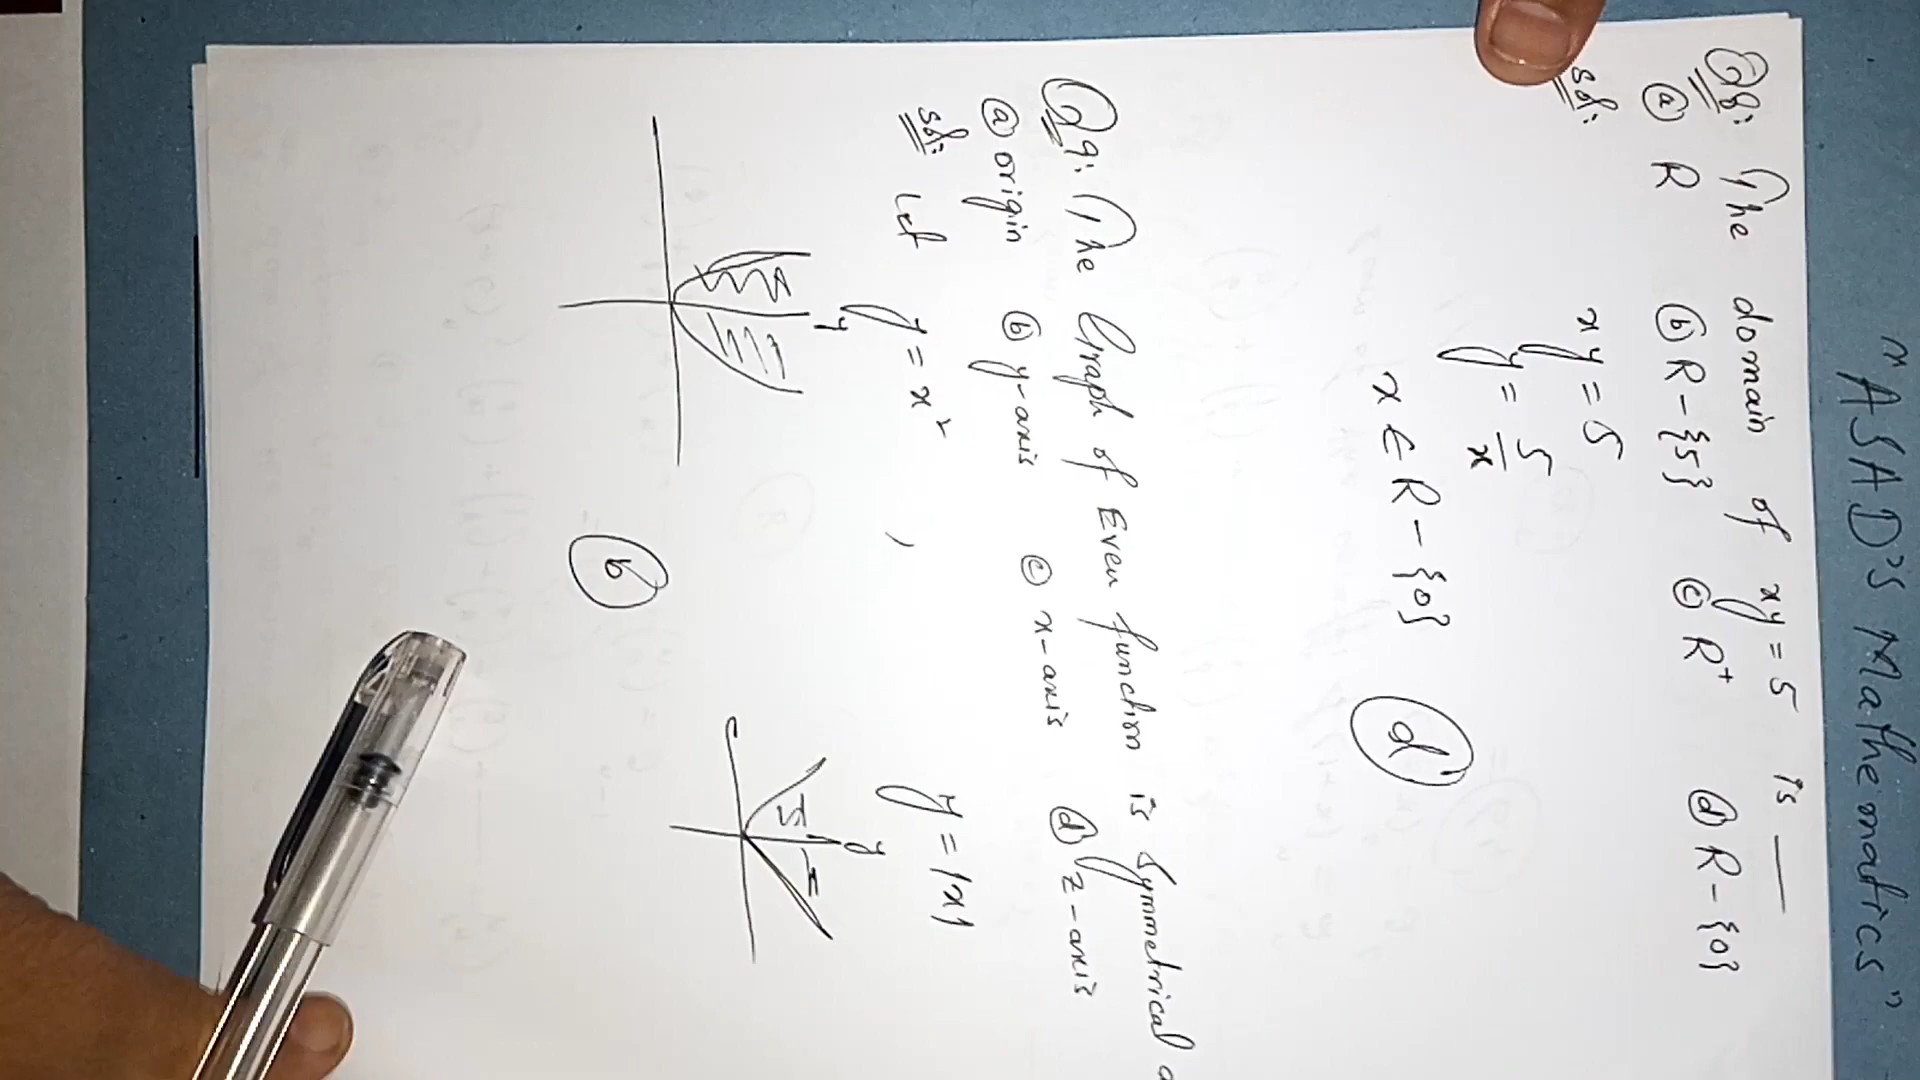 "ASAD'S Mathematics"
Q8: The domain of xy = 5 is ___
ⓐ R ⓑ R-{5} ⓒ R⁺ ⓓ R-{0}
Sol: xy = 5
y = 5/x
x ∈ R-{0} ⓓ
Q9: The Graph of Even function is Symmetrical
ⓐ origin ⓑ y-axis ⓒ x-axis ⓓ z-axis
Sol: Let y = x² , y = |x|
y y
ⓑ